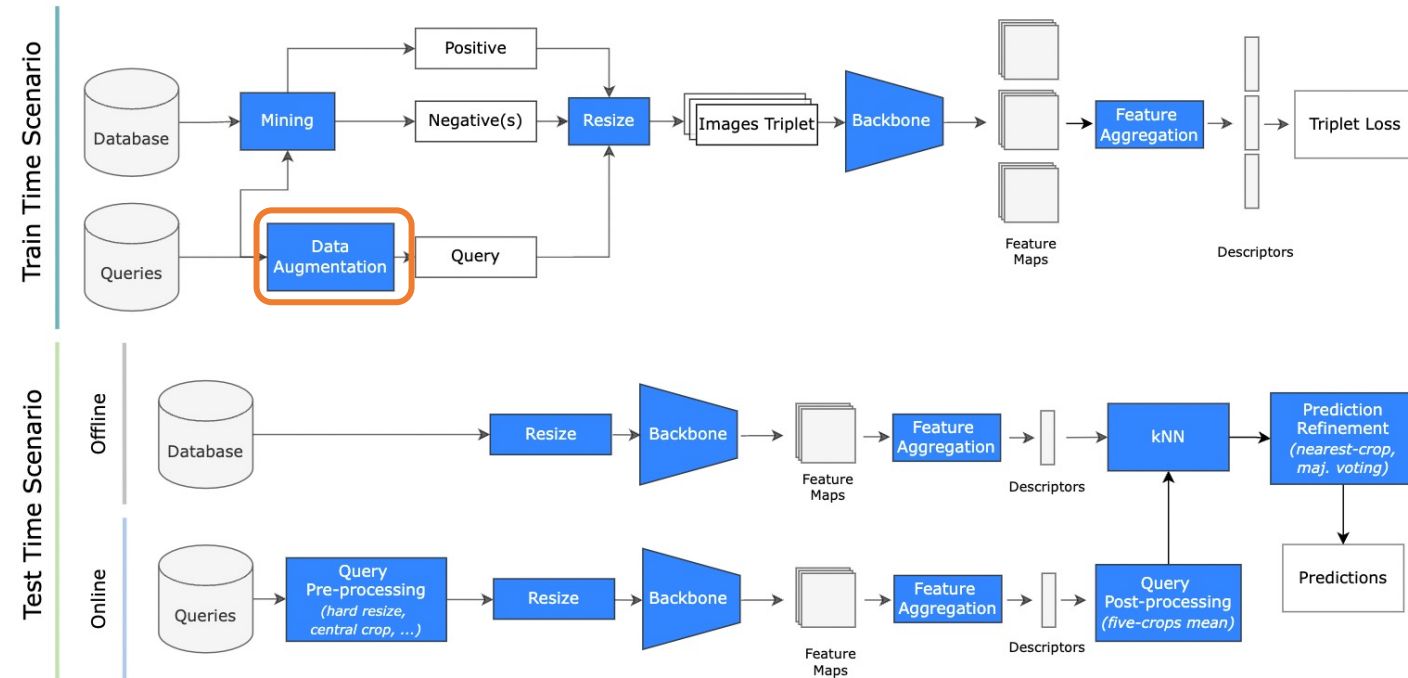 Train Time Scenario
Database
Queries
Mining
Data
Augmentation
Positive
Negative(s)
Query
Resize
Images Triplet
Backbone
Feature
Maps
Feature
Aggregation
Descriptors
Triplet Loss
Test Time Scenario
Offline
Database
Resize
Backbone
Feature
Maps
Feature
Aggregation
Descriptors
kNN
Prediction
Refinement
(nearest-crop,
maj. voting)
Online
Queries
Query
Pre-processing
(hard resize,
central crop, ...)
Resize
Backbone
Feature
Maps
Feature
Aggregation
Descriptors
Query
Post-processing
(five-crops mean)
Predictions